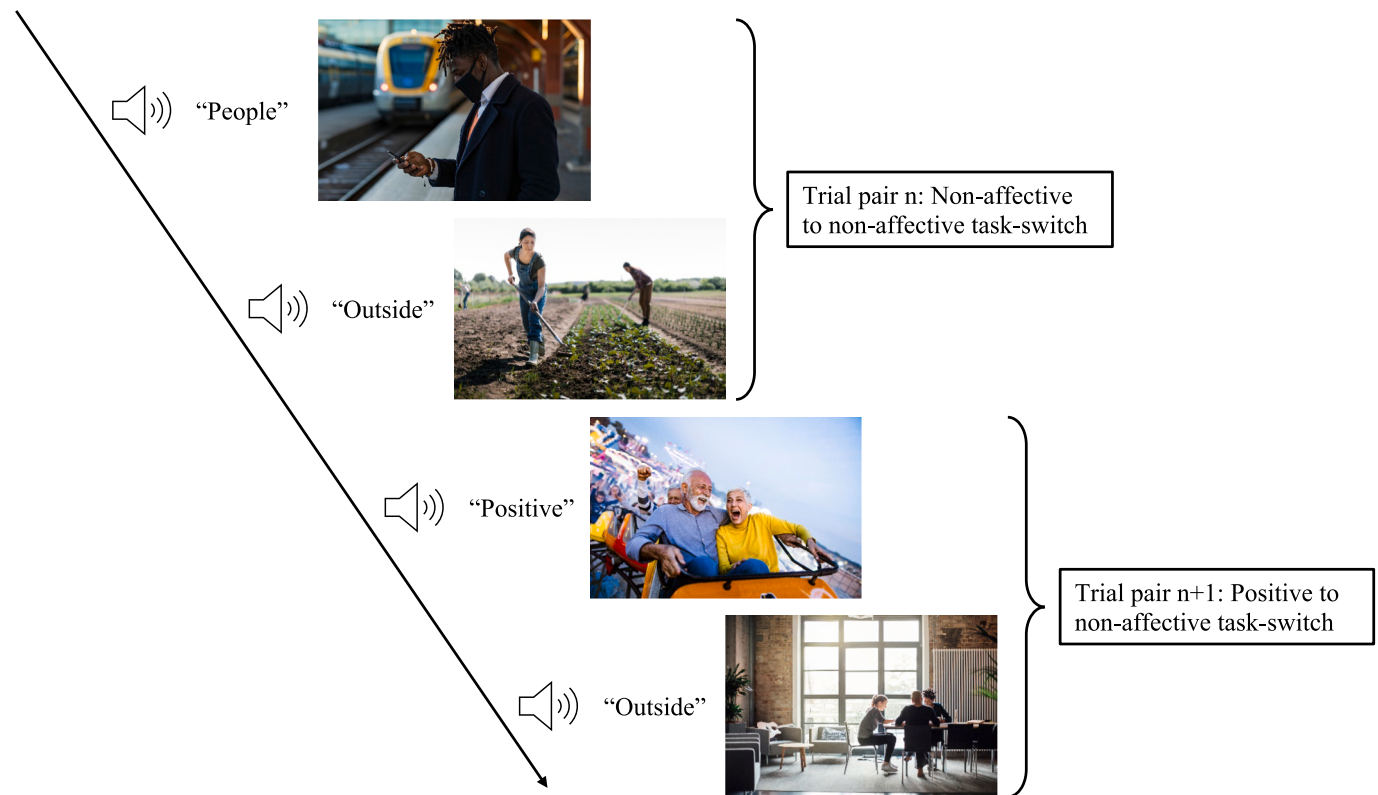 “People”
Trial pair n: Non-affective
to non-affective task-switch
“Outside”
“Positive”
Trial pair n+1: Positive to
non-affective task-switch
“Outside”